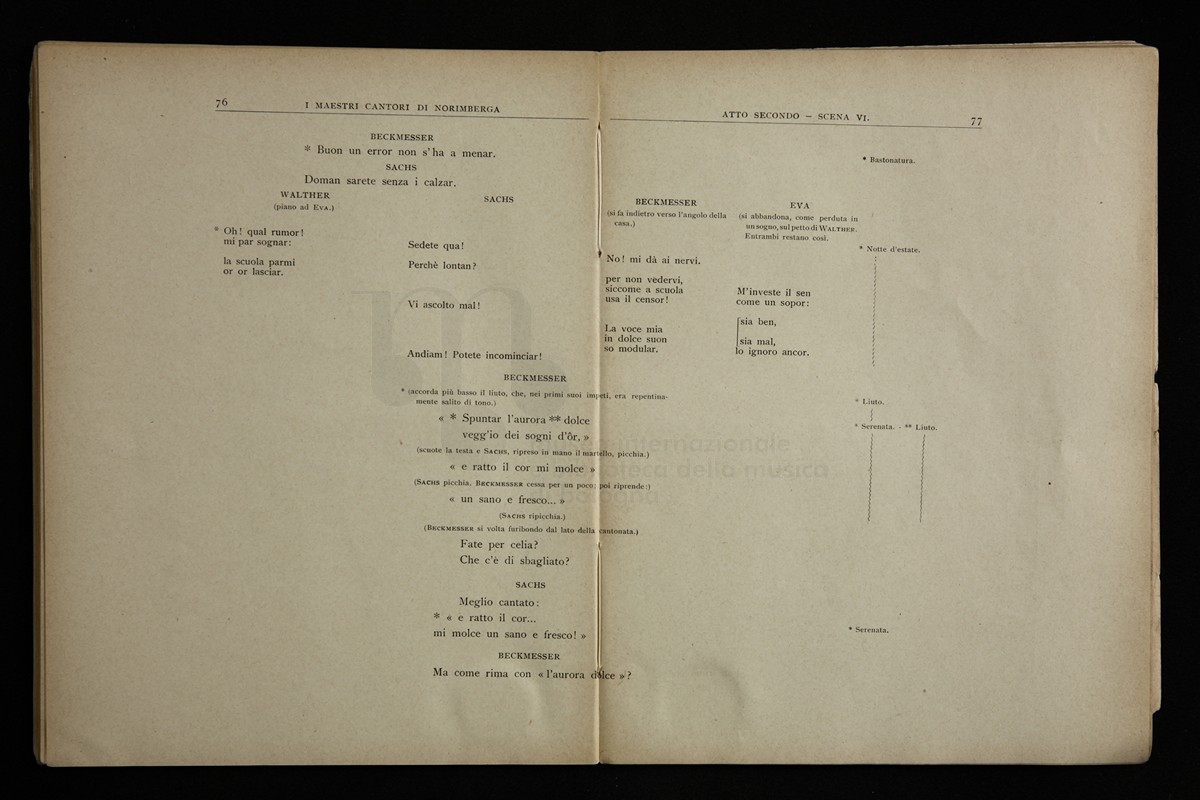 76
I MAESTRI CANTORI DI NORIMBERGA
BECKMESSER
* Buon un error non s'ha a menar.
SACHS
Doman sarete senza i calzar.
WALTHER
(piano ad EVA.)
* Oh! qual rumor!
mi par sognar:
la scuola parmi
or or lasciar.
SACHS
Sedete qua!
Perchè lontan?
Vi ascolto mal!
Andiam! Potete incominciar!
ATTO SECONDO — SCENA VI.
77
* Bastonatura.
BECKMESSER
(si fa indietro verso l'angolo della
casa.)
No! mi dà ai nervi.
per non vedervi,
siccome a scuola
usa il censor!
La voce mia
in dolce suon
so modular.
EVA
(si abbandona, come perduta in
un sogno, sul petto di WALTHER.
Entrambi restano così.
M'investe il sen
come un sopor:
sia ben,
sia mal,
lo ignoro ancor.
* Notte d'estate.
BECKMESSER
* (accorda più basso il liuto, che, nei primi suoi impeti, era repentina-
mente salito di tono.)
« * Spuntar l'aurora ** dolce
vegg'io dei sogni d'ôr, »
(scuote la testa e SACHS, ripreso in mano il martello, picchia.)
« e ratto il cor mi molce »
(SACHS picchia. BECKMESSER cessa per un poco; poi riprende:)
« un sano e fresco... »
(SACHS ripicchia.)
(BECKMESSER si volta furibondo dal lato della cantonata.)
Fate per celia?
Che c'è di sbagliato?
SACHS
Meglio cantato:
* « e ratto il cor...
mi molce un sano e fresco! »
BECKMESSER
Ma come rima con « l'aurora dolce »?
* Liuto.
* Serenata. - ** Liuto.
* Serenata.
internazionale
della musica